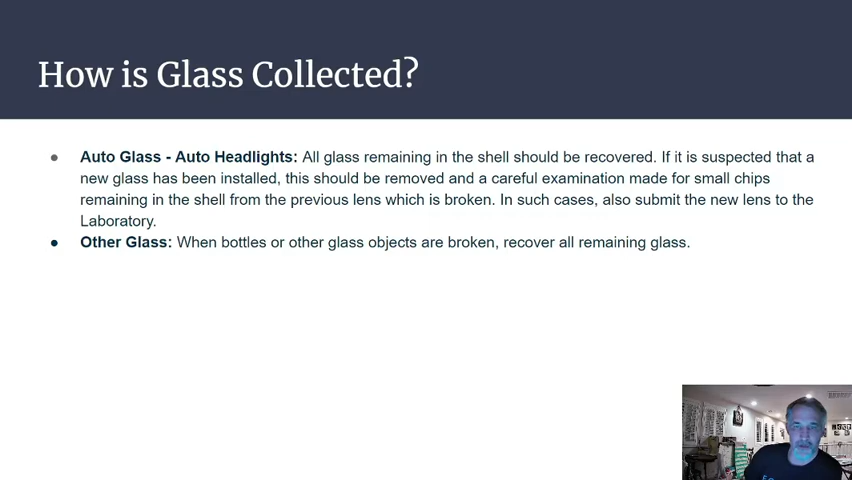 How is Glass Collected?
● Auto Glass - Auto Headlights: All glass remaining in the shell should be recovered. If it is suspected that a
new glass has been installed, this should be removed and a careful examination made for small chips
remaining in the shell from the previous lens which is broken. In such cases, also submit the new lens to the
Laboratory.
● Other Glass: When bottles or other glass objects are broken, recover all remaining glass.